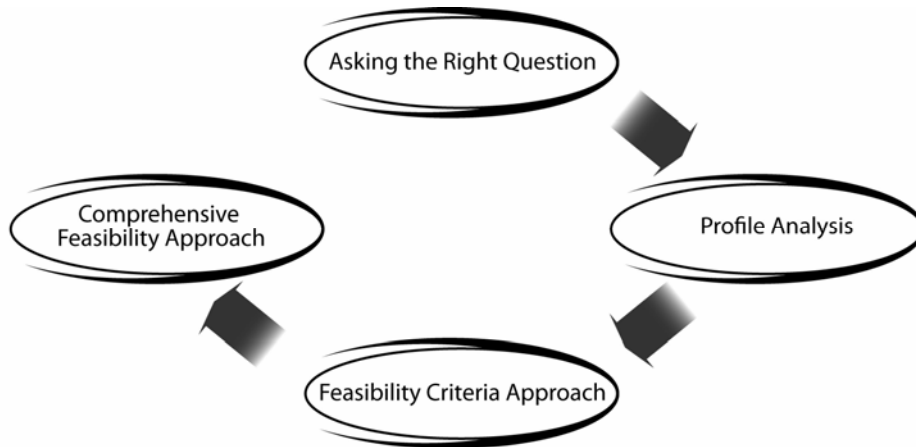 Asking the Right Question
Comprehensive
Feasibility Approach
Profile Analysis
Feasibility Criteria Approach